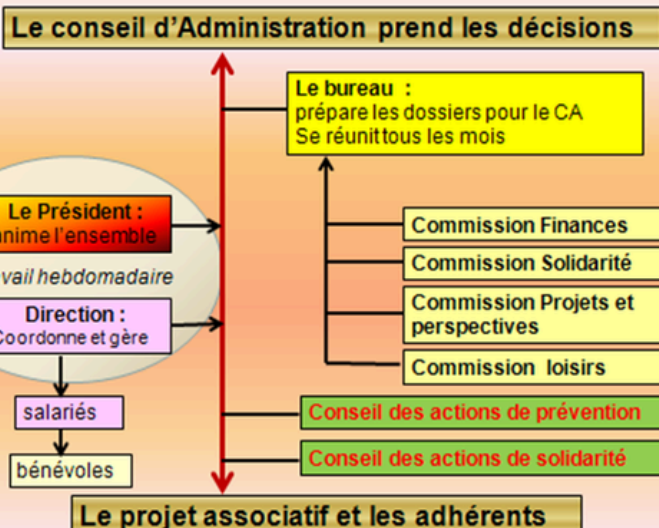 Le conseil d'Administration prend les décisions
Le bureau :
prépare les dossiers pour le CA
Se réunit tous les mois
Le Président :
anime l'ensemble
hebdomadaire
Direction :
Coordonne et gère
salariés
bénévoles
Commission Finances
Commission Solidarité
Commission Projets et
perspectives
Commission loisirs
Conseil des actions de prévention
Conseil des actions de solidarité
Le projet associatif et les adhérents